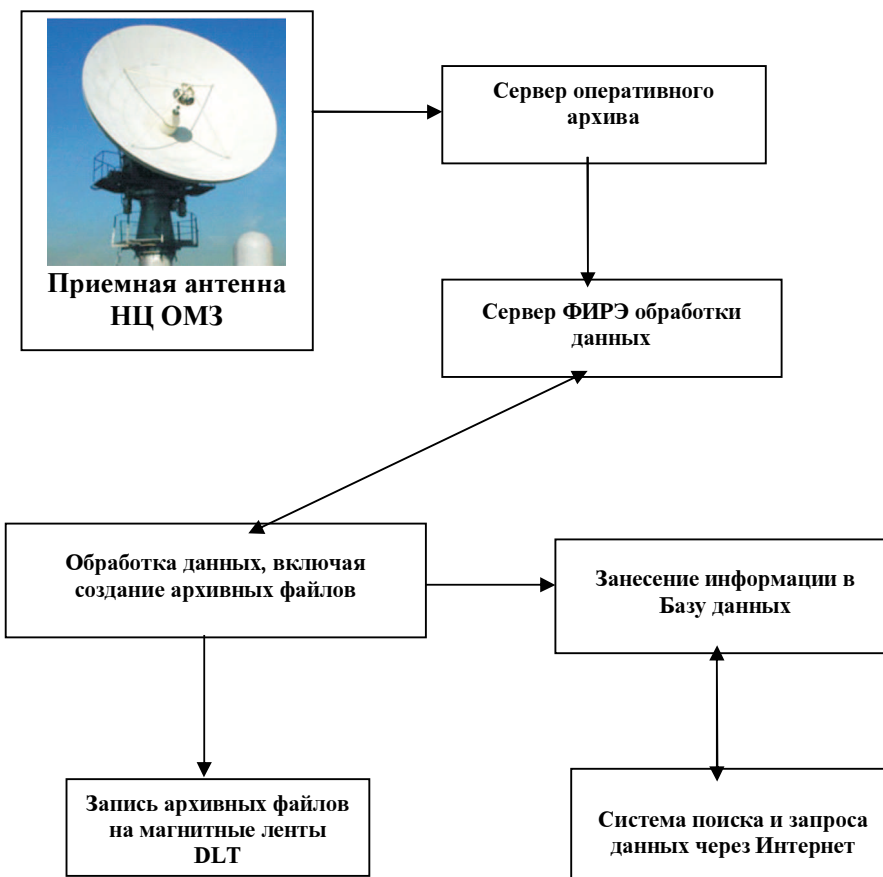 Приемная антенна
НЦ ОМЗ
Сервер оперативного
архива
Сервер ФИРЭ обработки
данных
Обработка данных, включая
создание архивных файлов
Занесение информации в
Базу данных
Запись архивных файлов
на магнитные ленты
DLT
Система поиска и запроса
данных через Интернет